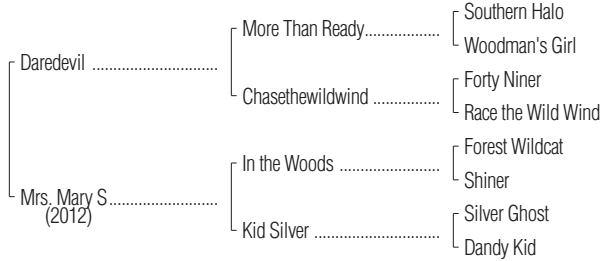 Southern Halo
More Than Ready..................
Woodman's Girl
Daredevil ..............................
Forty Niner
Chasethewildwind ................
Race the Wild Wind
Forest Wildcat
In the Woods ........................
Shiner
Mrs. Mary S..........................
(2012)
Silver Ghost
Kid Silver ..............................
Dandy Kid